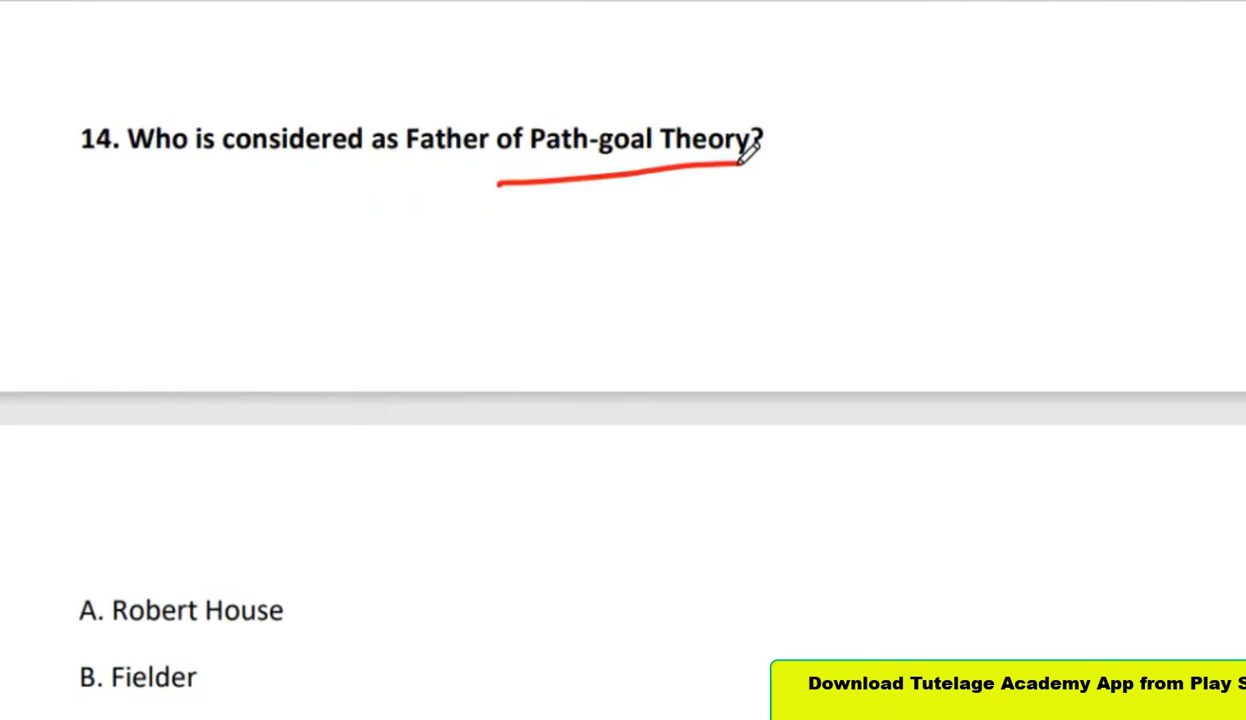 14. Who is considered as Father of Path-goal Theory?
A. Robert House
B. Fielder
Download Tutelage Academy App from Play S